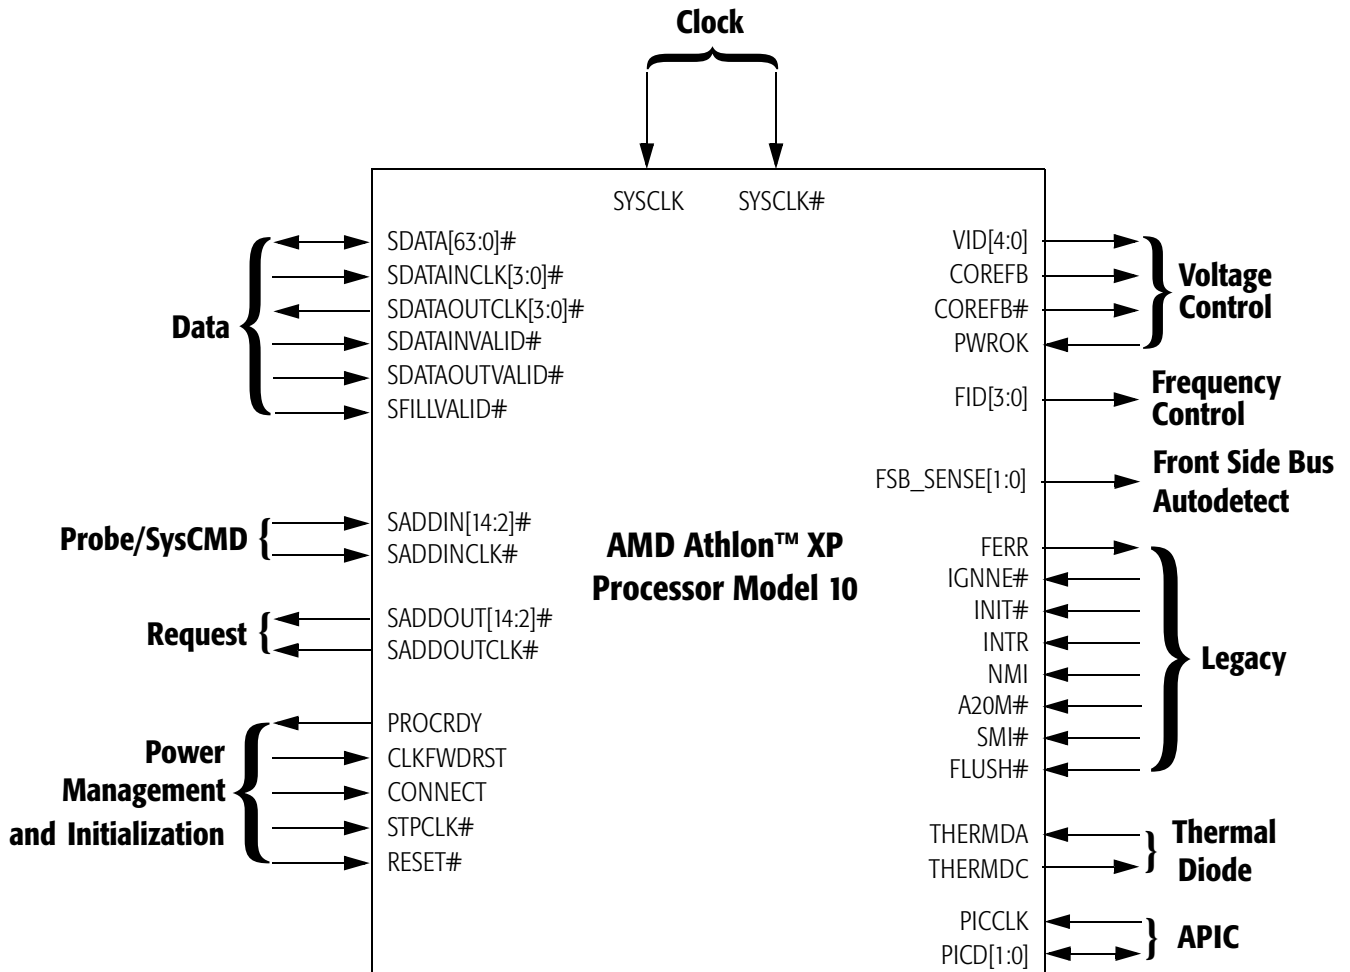 Clock
SYSCLK SYSCLK#
Data
SDATA[63:0]#
SDATAINCLK[3:0]#
SDATAOUTCLK[3:0]#
SDATAINVALID#
SDATAOUTVALID#
SFILLVALID#
Probe/SysCMD
SADDIN[14:2]#
SADDINCLK#
Request
SADDOUT[14:2]#
SADDOUTCLK#
Power
Management
and Initialization
PROCRDY
CLKFWDRST
CONNECT
STPCLK#
RESET#
AMD Athlon™ XP
Processor Model 10
VID[4:0]
COREFB
COREFB#
PWROK
Voltage
Control
FID[3:0]
Frequency
Control
FSB_SENSE[1:0]
Front Side Bus
Autodetect
FERR
IGNNE#
INIT#
INTR
NMI
A20M#
SMI#
FLUSH#
Legacy
THERMDA
THERMDC
Thermal
Diode
PICCLK
PICD[1:0]
APIC